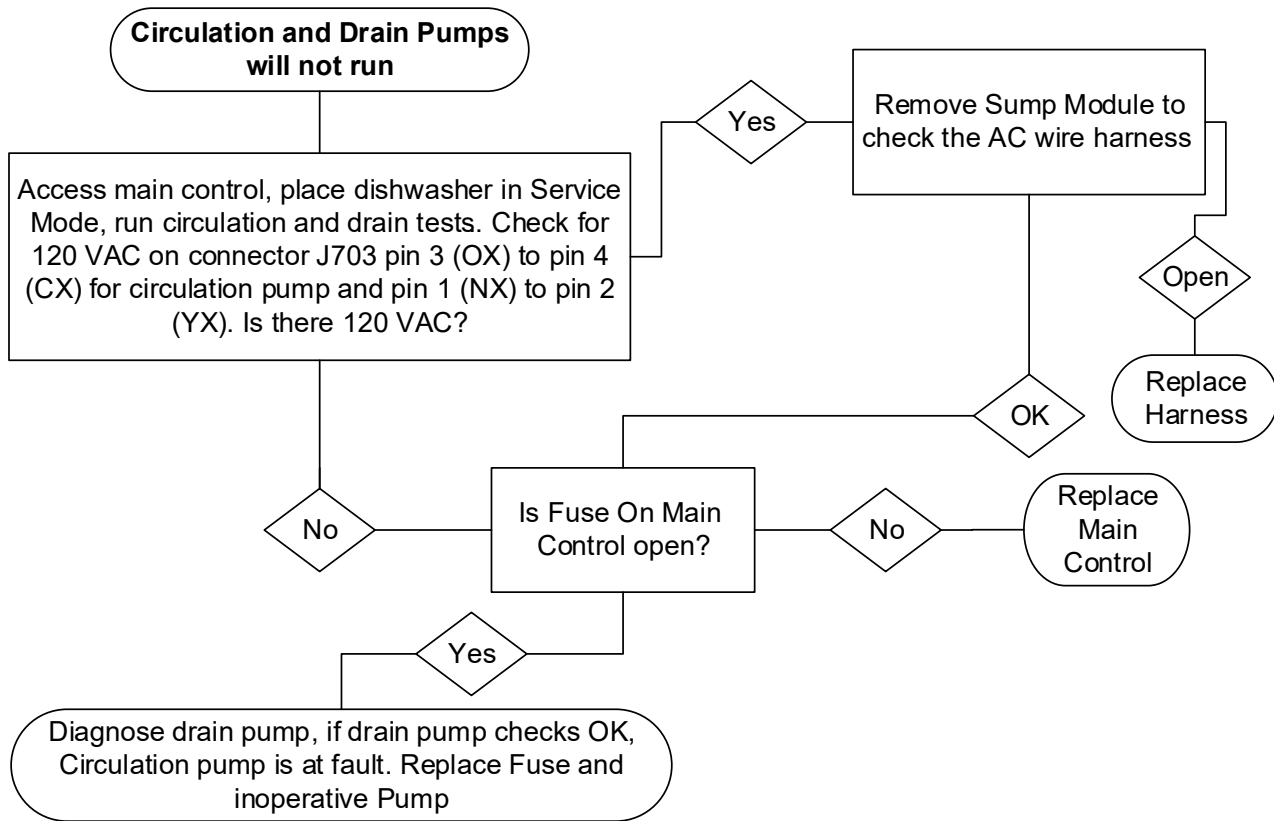 Circulation and Drain Pumps
will not run
Yes
Remove Sump Module to
check the AC wire harness
Access main control, place dishwasher in Service
Mode, run circulation and drain tests. Check for
120 VAC on connector J703 pin 3 (OX) to pin 4
(CX) for circulation pump and pin 1 (NX) to pin 2
(YX). Is there 120 VAC?
Open
Replace
Harness
OK
No
Is Fuse On Main
Control open?
No
Replace
Main
Control
Yes
Diagnose drain pump, if drain pump checks OK,
Circulation pump is at fault. Replace Fuse and
inoperative Pump